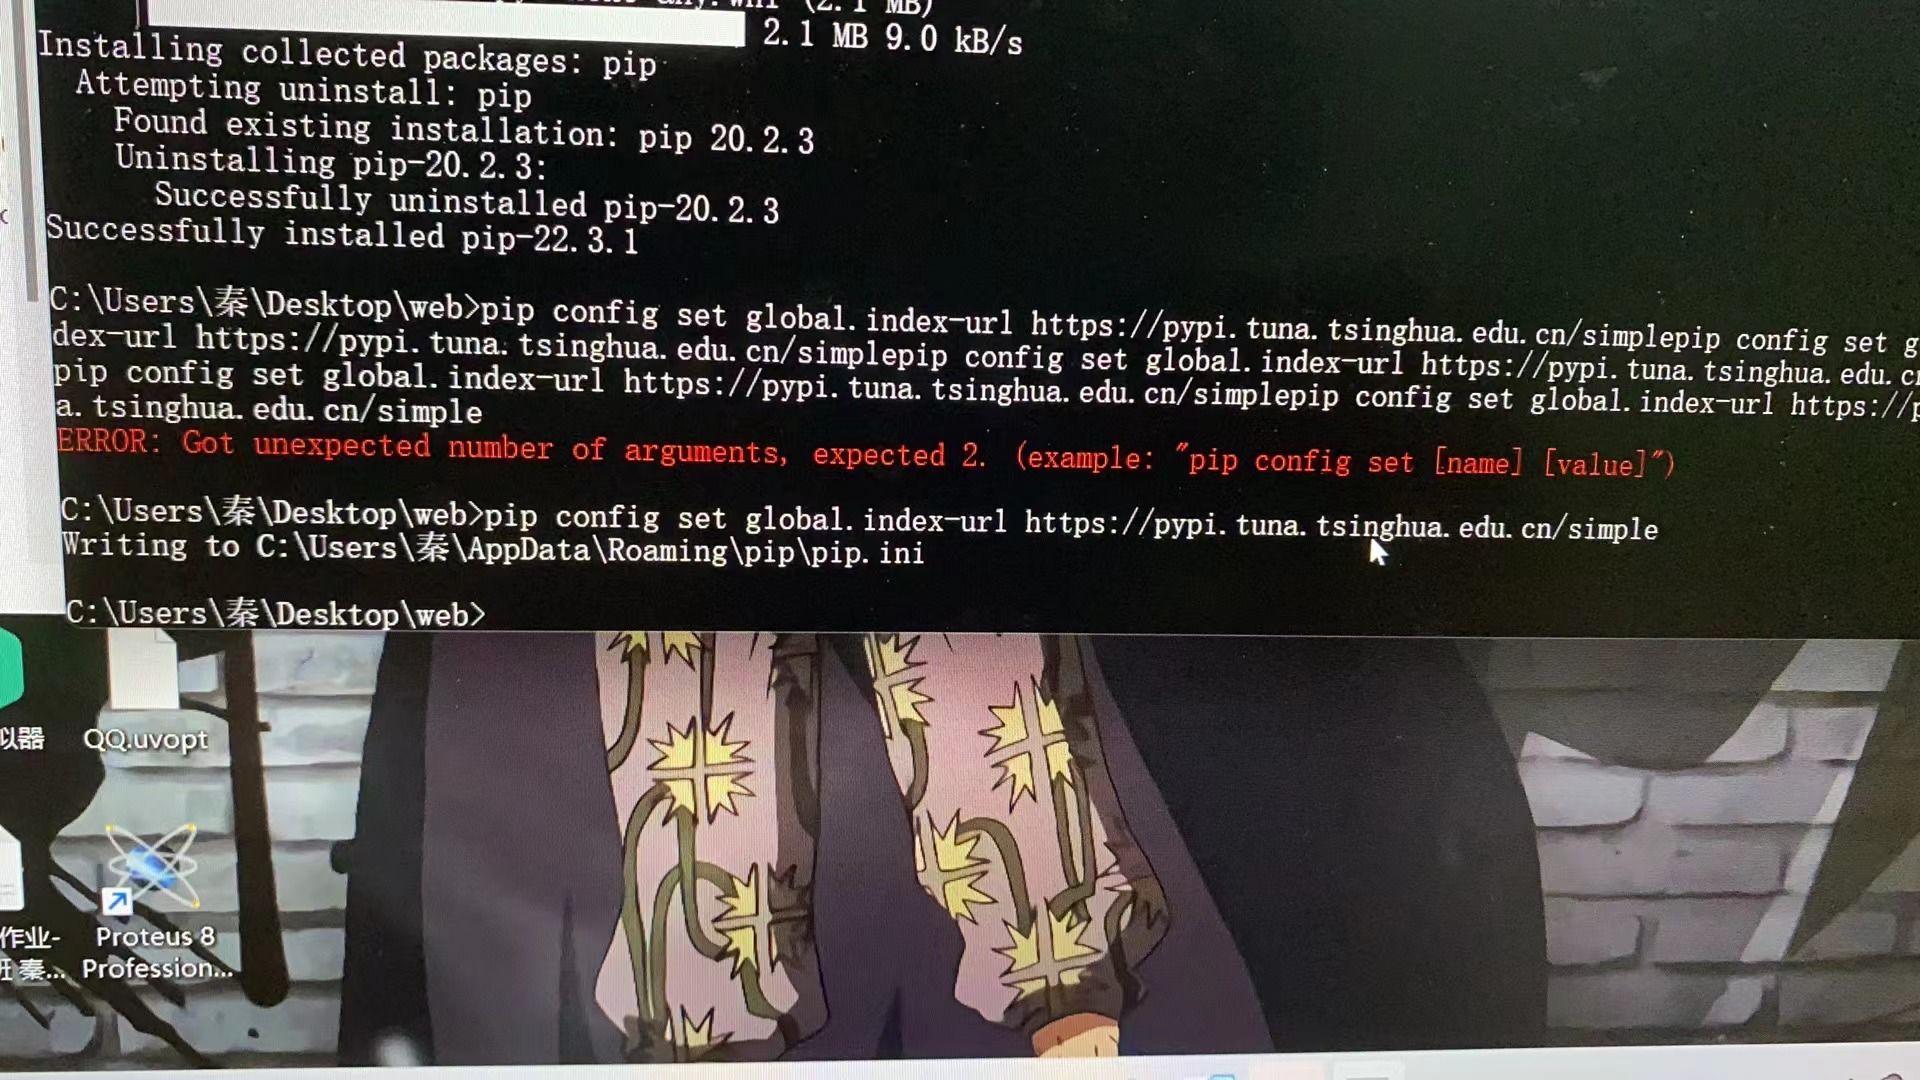 (2.1 MB)
2.1 MB 9.0 kB/s
Installing collected packages: pip
Attempting uninstall: pip
Found existing installation: pip 20.2.3
Uninstalling pip-20.2.3:
Successfully uninstalled pip-20.2.3
Successfully installed pip-22.3.1
C:\Users\秦\Desktop\web>pip config set global.index-url https://pypi.tuna.tsinghua.edu.cn/simplepip config set g
dex-url https://pypi.tuna.tsinghua.edu.cn/simplepip config set global.index-url https://pypi.tuna.tsinghua.edu.c
pip config set global.index-url https://pypi.tuna.tsinghua.edu.cn/simplepip config set global.index-url https://p
a.tsinghua.edu.cn/simple
ERROR: Got unexpected number of arguments, expected 2. (example: "pip config set [name] [value]")
C:\Users\秦\Desktop\web>pip config set global.index-url https://pypi.tuna.tsinghua.edu.cn/simple
Writing to C:\Users\秦\AppData\Roaming\pip\pip.ini
C:\Users\秦\Desktop\web>
QQ.uvopt
作业-
秦...
Proteus 8
Profession...